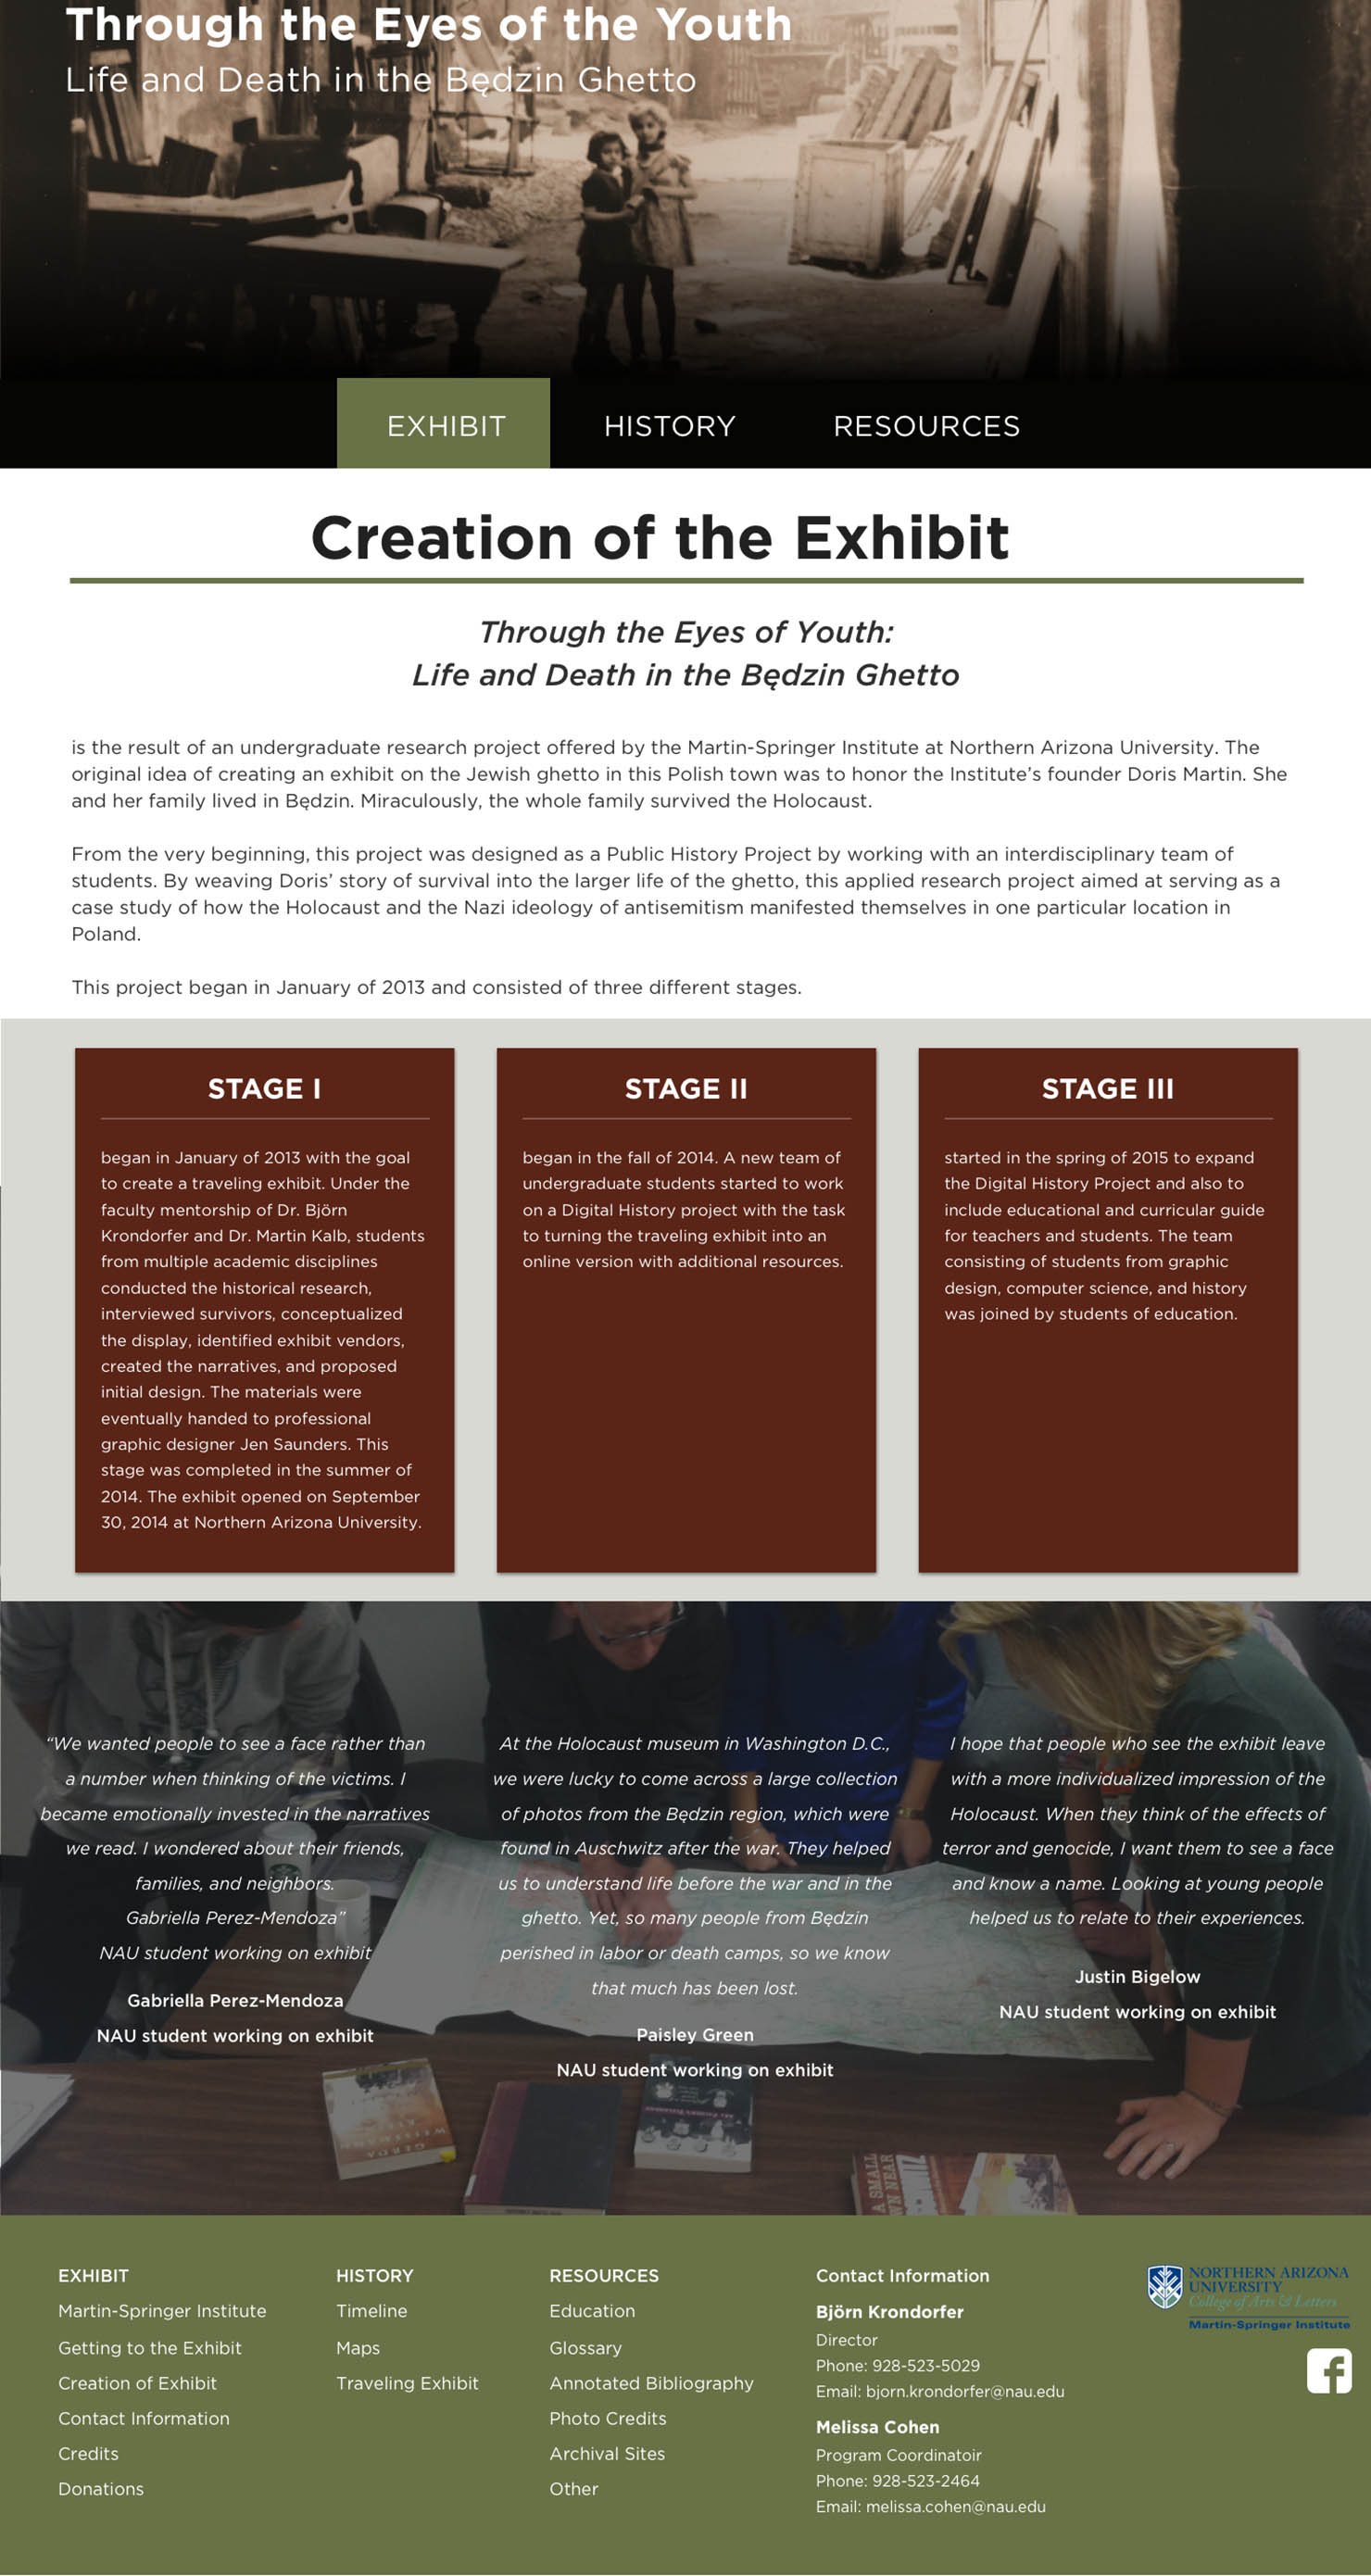 Through the Eyes of the Youth
Life and Death in the Będzin Ghetto
EXHIBIT
HISTORY
RESOURCES
Creation of the Exhibit
Through the Eyes of Youth:
Life and Death in the Będzin Ghetto
is the result of an undergraduate research project offered by the Martin-Springer Institute at Northern Arizona University. The
original idea of creating an exhibit on the Jewish ghetto in this Polish town was to honor the Institute’s founder Doris Martin. She
and her family lived in Będzin. Miraculously, the whole family survived the Holocaust.
From the very beginning, this project was designed as a Public History Project by working with an interdisciplinary team of
students. By weaving Doris’ story of survival into the larger life of the ghetto, this applied research project aimed at serving as a
case study of how the Holocaust and the Nazi ideology of antisemitism manifested themselves in one particular location in
Poland.
This project began in January of 2013 and consisted of three different stages.
STAGE I
began in January of 2013 with the goal
to create a traveling exhibit. Under the
faculty mentorship of Dr. Björn
Krondorfer and Dr. Martin Kalb, students
from multiple academic disciplines
conducted the historical research,
interviewed survivors, conceptualized
the display, identified exhibit vendors,
created the narratives, and proposed
initial design. The materials were
eventually handed to professional
graphic designer Jen Saunders. This
stage was completed in the summer of
2014. The exhibit opened on September
30, 2014 at Northern Arizona University.
STAGE II
began in the fall of 2014. A new team of
undergraduate students started to work
on a Digital History project with the task
to turning the traveling exhibit into an
online version with additional resources.
STAGE III
started in the spring of 2015 to expand
the Digital History Project and also to
include educational and curricular guide
for teachers and students. The team
consisting of students from graphic
design, computer science, and history
was joined by students of education.
“We wanted people to see a face rather than
a number when thinking of the victims. I
became emotionally invested in the narratives
we read. I wondered about their friends,
families, and neighbors.
Gabriella Perez-Mendoza”
NAU student working on exhibit
Gabriella Perez-Mendoza
NAU student working on exhibit
At the Holocaust museum in Washington D.C.,
we were lucky to come across a large collection
of photos from the Będzin region, which were
found in Auschwitz after the war. They helped
us to understand life before the war and in the
ghetto. Yet, so many people from Będzin
perished in labor or death camps, so we know
that much has been lost.
Paisley Green
NAU student working on exhibit
I hope that people who see the exhibit leave
with a more individualized impression of the
Holocaust. When they think of the effects of
terror and genocide, I want them to see a face
and know a name. Looking at young people
helped us to relate to their experiences.
Justin Bigelow
NAU student working on exhibit
GERDA
A SMALL
NEAR
EXHIBIT
Martin-Springer Institute
Getting to the Exhibit
Creation of Exhibit
Contact Information
Credits
Donations
HISTORY
Timeline
Maps
Traveling Exhibit
RESOURCES
Education
Glossary
Annotated Bibliography
Photo Credits
Archival Sites
Other
Contact Information
Björn Krondorfer
Director
Phone: 928-523-5029
Email: bjorn.krondorfer@nau.edu
Melissa Cohen
Program Coordinatoir
Phone: 928-523-2464
Email: melissa.cohen@nau.edu
NORTHERN ARIZONA
UNIVERSITY
College of Arts & Letters
Martin-Springer Institute